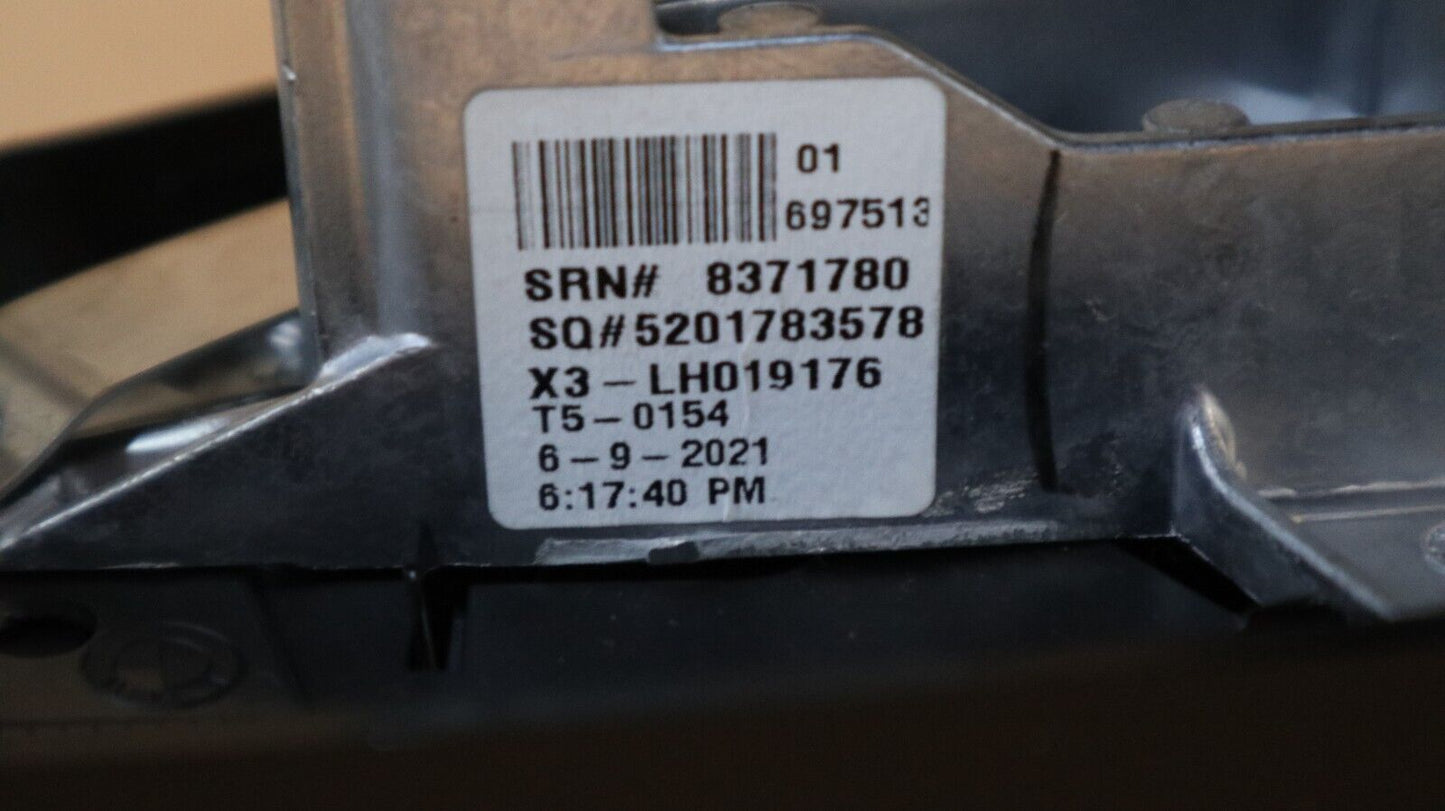 01
697513
SRN# 8371780
SQ#5201783578
X3-LH019176
T5-0154
6-9-2021
6:17:40 PM